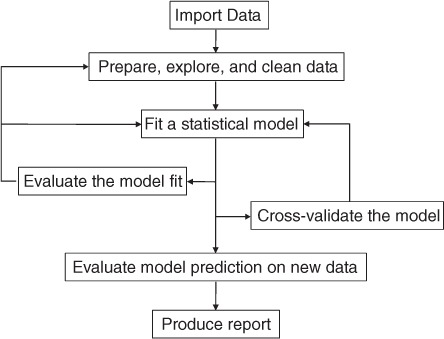 Import Data
Prepare, explore, and clean data
Fit a statistical model
Evaluate the model fit
Cross-validate the model
Evaluate model prediction on new data
Produce report